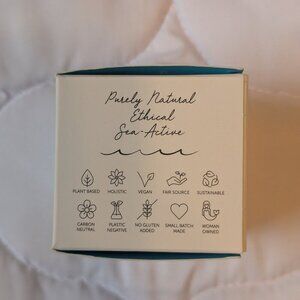 Purely Natural
Ethical
Sea-Active
PLANT BASED HOLISTIC VEGAN FAIR SOURCE SUSTAINABLE
CARBON NEUTRAL PLASTIC NEGATIVE NO GLUTEN ADDED SMALL BATCH MADE WOMAN OWNED